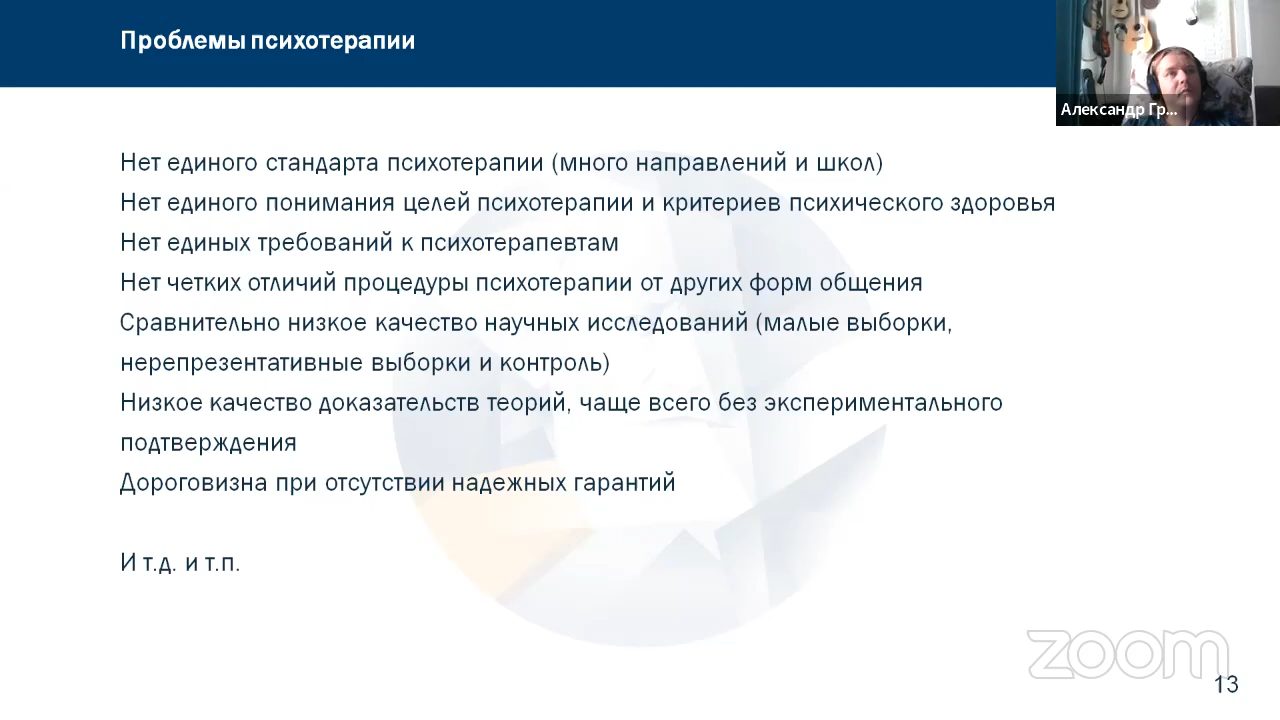 Проблемы психотерапии
Александр Гр...
Нет единого стандарта психотерапии (много направлений и школ)
Нет единого понимания целей психотерапии и критериев психического здоровья
Нет единых требований к психотерапевтам
Нет четких отличий процедуры психотерапии от других форм общения
Сравнительно низкое качество научных исследований (малые выборки,
нерепрезентативные выборки и контроль)
Низкое качество доказательств теорий, чаще всего без экспериментального
подтверждения
Дороговизна при отсутствии надежных гарантий
И т.д. и т.п.
zoom
13